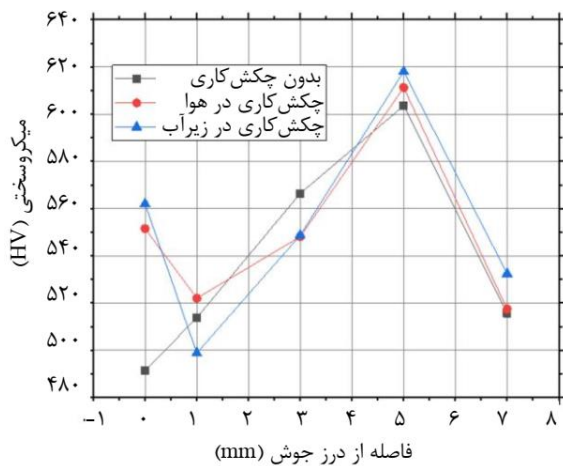 میکروسختی (HV)
۶۴۰
۶۲۰
۶۰۰
۵۸۰
۵۶۰
۵۴۰
۵۲۰
۵۰۰
۴۸۰
بدون چکش‌کاری
چکش‌کاری در هوا
چکش‌کاری در زیرآب
-۱ ۰ ۱ ۲ ۳ ۴ ۵ ۶ ۷ ۸
فاصله از درز جوش (mm)